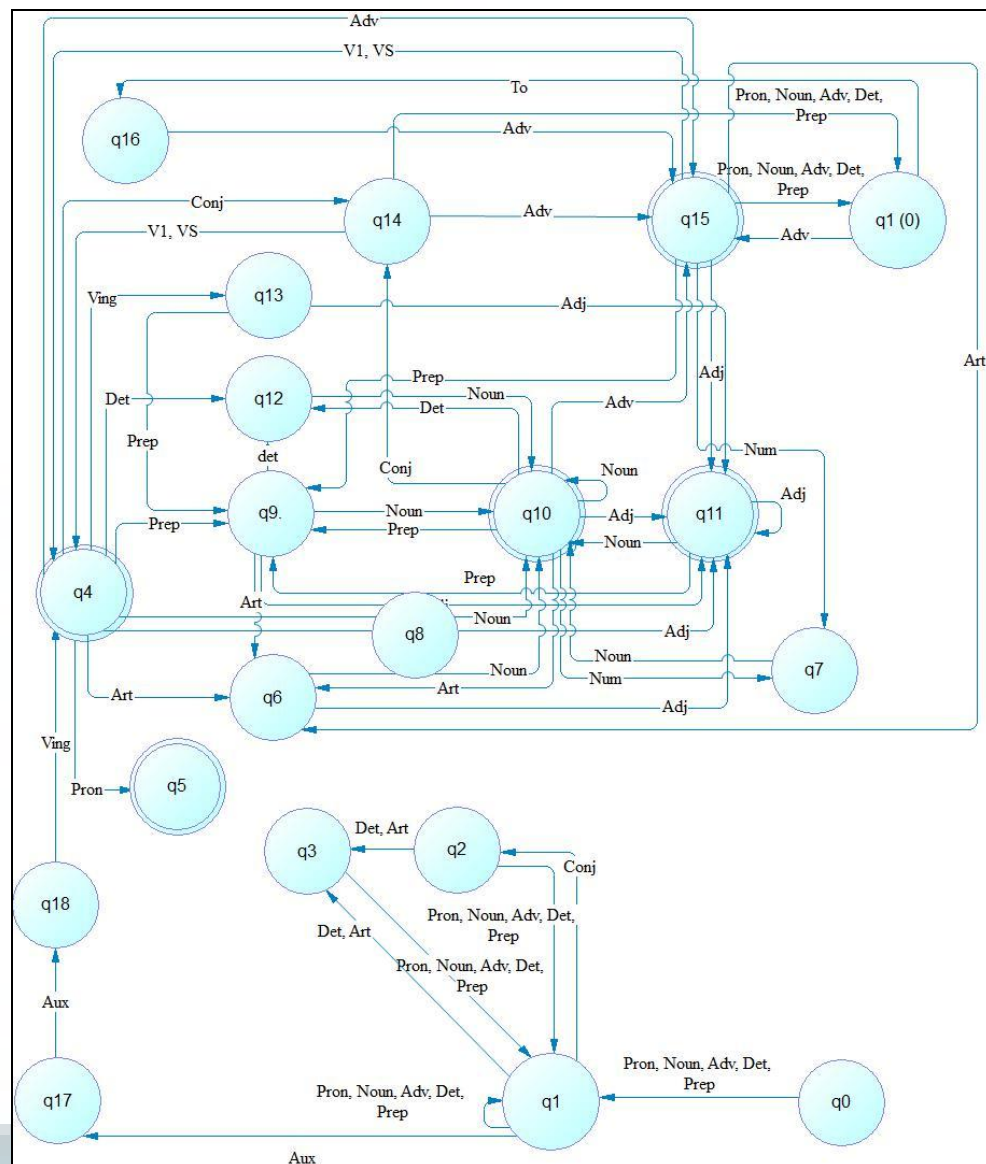 Adv
V1, VS
To
Pron, Noun, Adv, Det,
Prep
q16
Adv
Pron, Noun, Adv, Det,
Prep
Conj
q14
Adv
q15
q1 (0)
V1, VS
Adv
Ving
q13
Adj
Art
Prep
Adj
Det
q12
Noun
Det
Adv
Prep
det
Conj
Noun
Num
Adj
Prep
q9.
Noun
Prep
q10
Adj
q11
Noun
q4
Prep
Art
Noun
q8
Adj
Noun
q7
Art
q6
Noun
Art
Num
Adj
Ving
Pron
q5
q3
Det, Art
q2
Conj
q18
Det, Art
Pron, Noun, Adv, Det,
Prep
Pron, Noun, Adv, Det,
Prep
Aux
Pron, Noun, Adv, Det,
Prep
q17
Pron, Noun, Adv, Det,
Prep
q1
q0
Aux